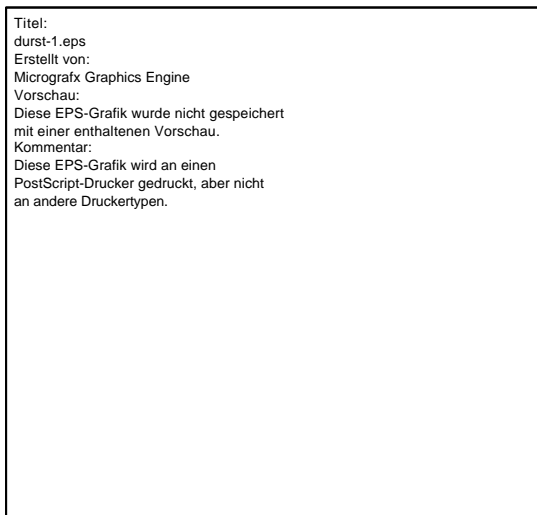 Titel:
durst-1.eps
Erstellt von:
Micrografx Graphics Engine
Vorschau:
Diese EPS-Grafik wurde nicht gespeichert
mit einer enthaltenen Vorschau.
Kommentar:
Diese EPS-Grafik wird an einen
PostScript-Drucker gedruckt, aber nicht
an andere Druckertypen.